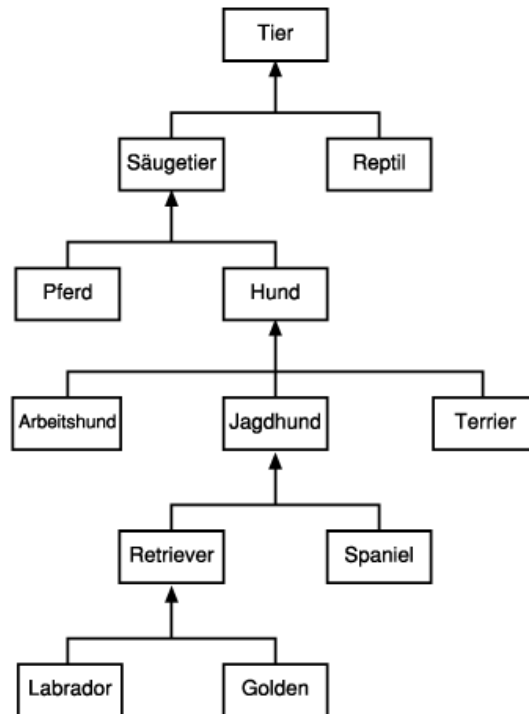 Tier
Säugetier
Reptil
Pferd
Hund
Arbeitshund
Jagdhund
Terrier
Retriever
Spaniel
Labrador
Golden